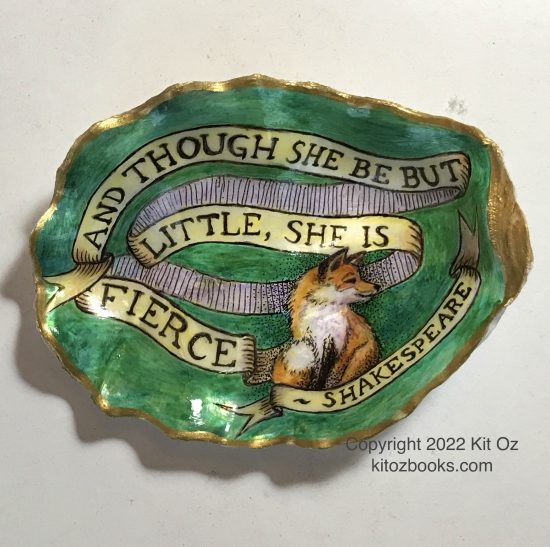 AND THOUGH SHE BE BUT
LITTLE, SHE IS
FIERCE
~ SHAKESPEARE
Copyright 2022 Kit Oz
kitozbooks.com